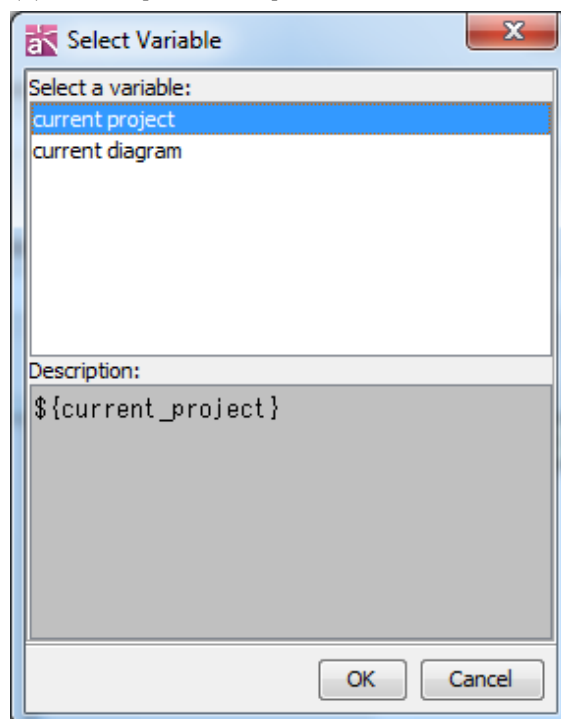 Select Variable
Select a variable:
current project
current diagram
Description:
${current_project}
OK
Cancel